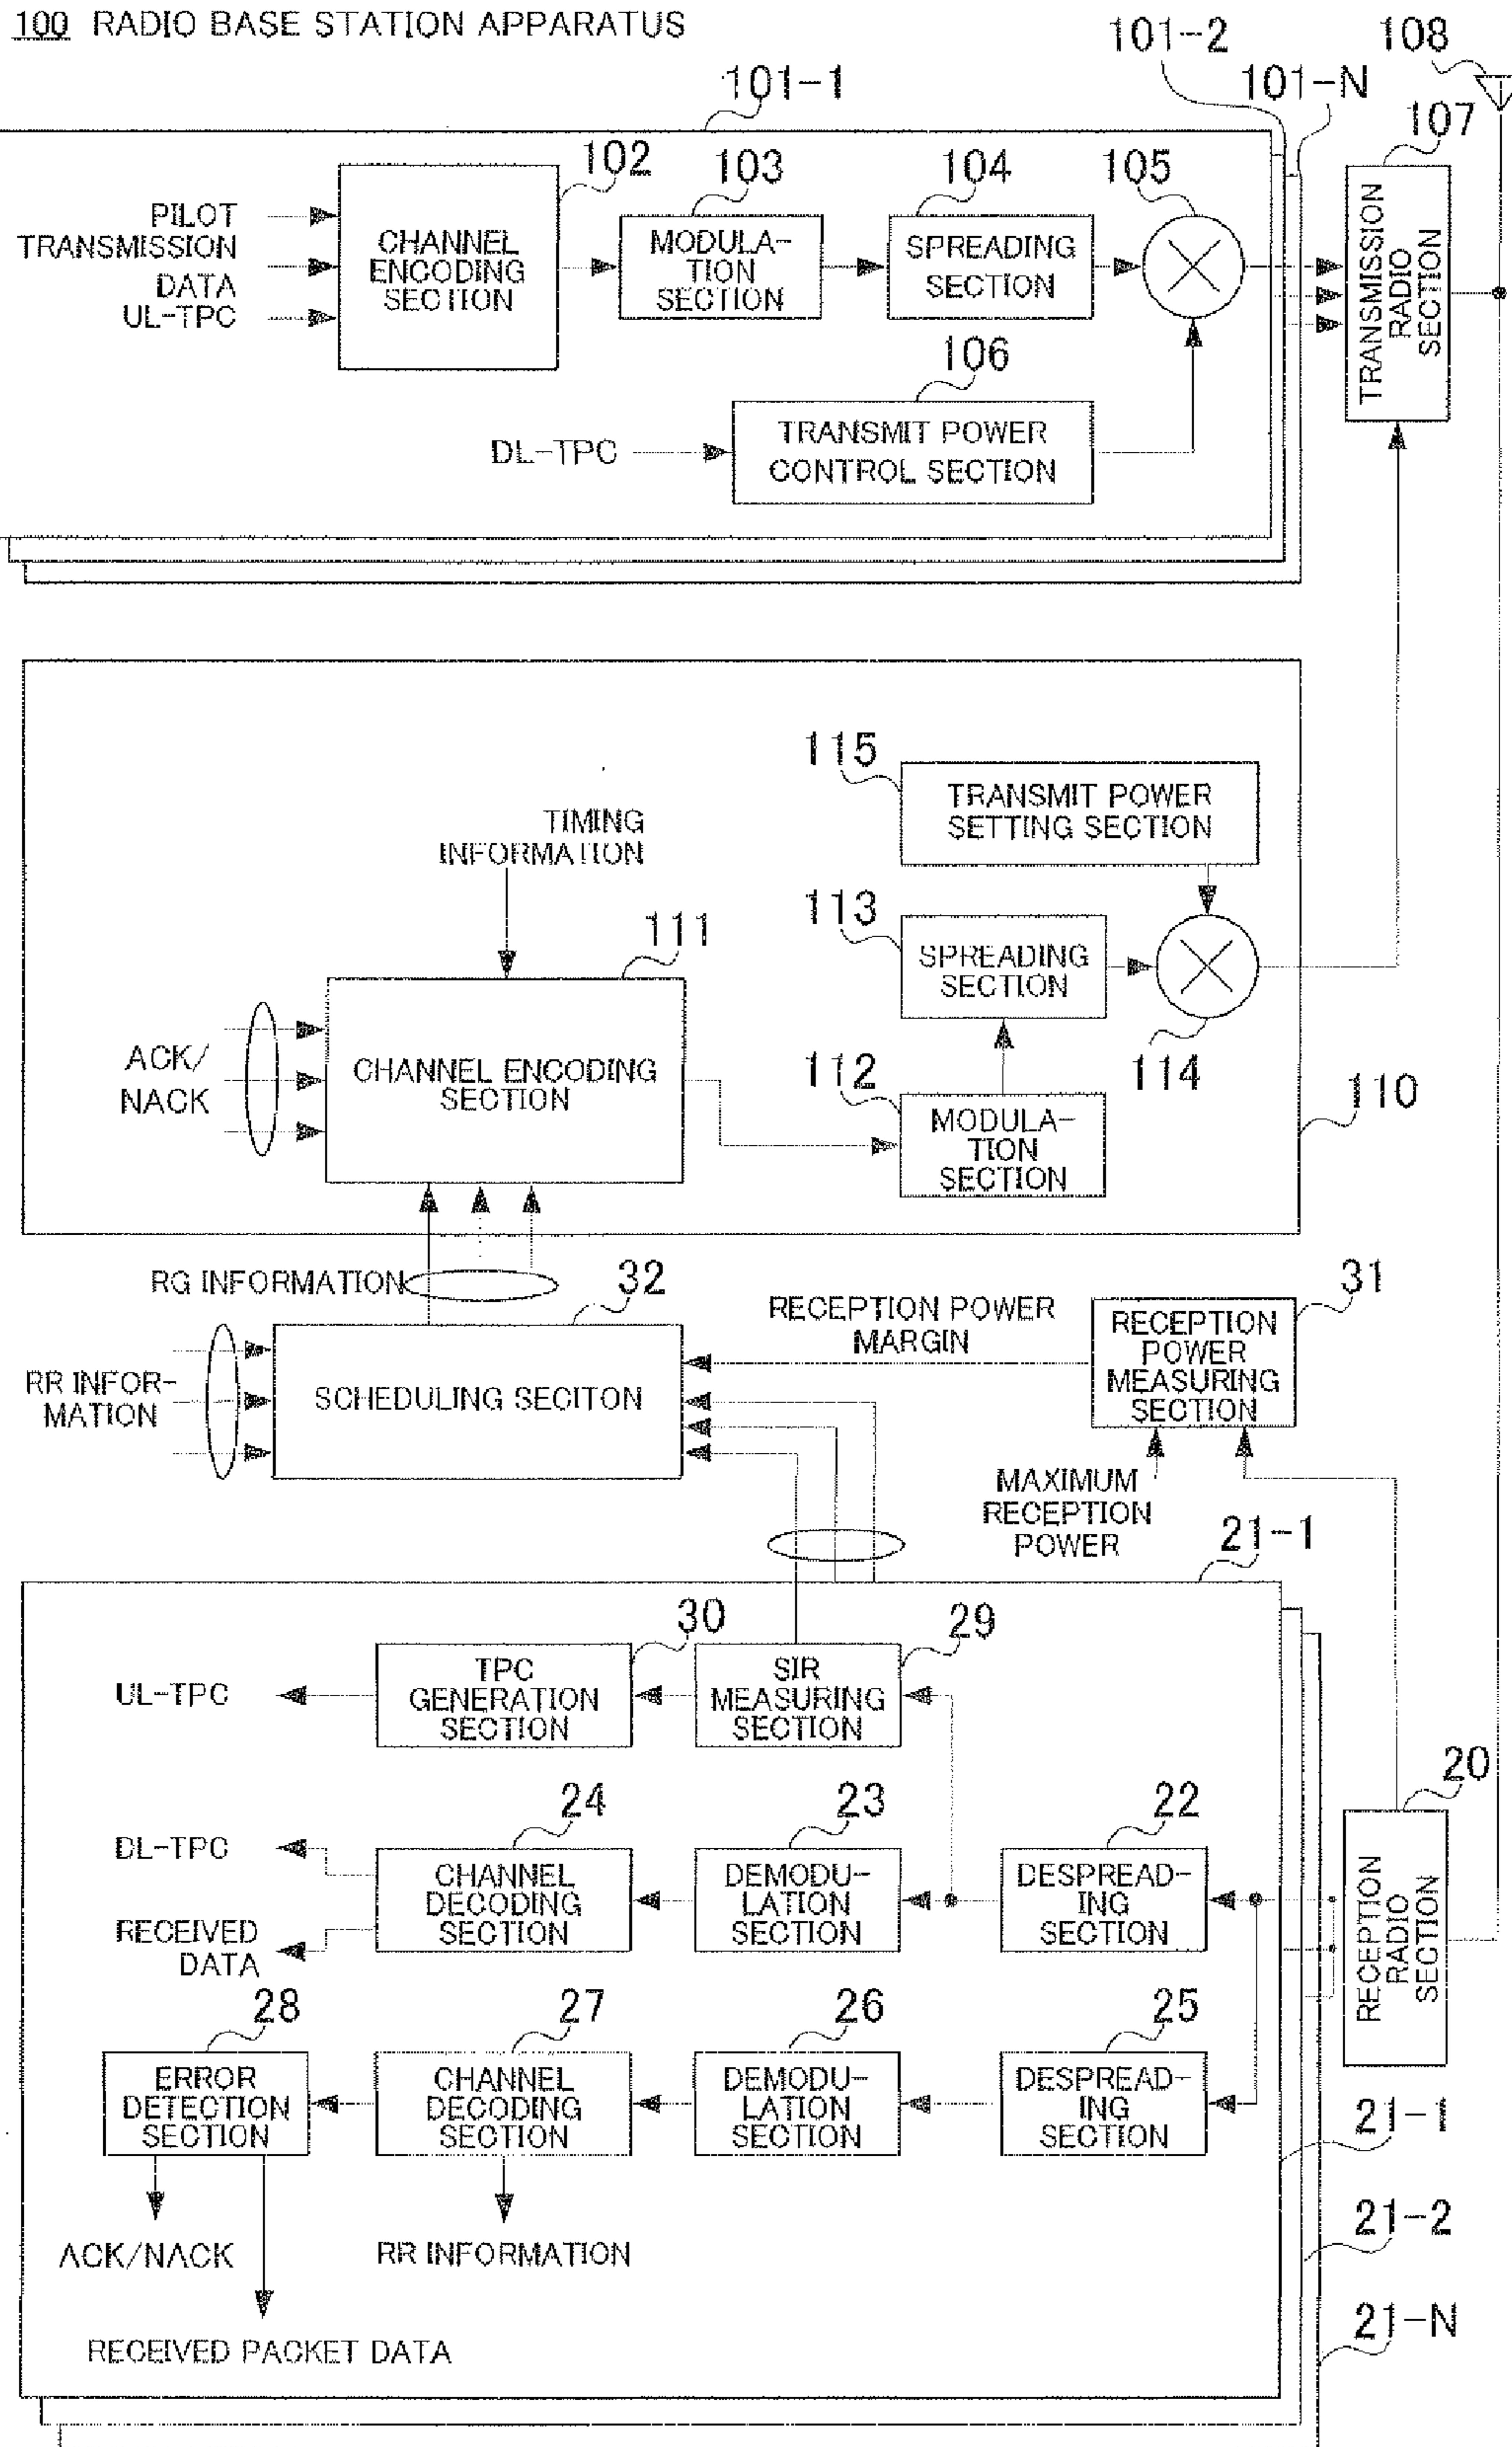 100 RADIO BASE STATION APPARATUS
101-1
101-2
101-N
108
107
102
103
104
105
PILOT
TRANSMISSION
DATA
UL-TPC
CHANNEL
ENCODING
SECITION
MODULA-
TION
SECTION
SPREADING
SECTION
TRANSMISSION
RADIO
SECTION
106
DL-TPC
TRANSMIT POWER
CONTROL SECTION
115
TRANSMIT POWER
SETTING SECTION
TIMING
INFORMATION
111
113
SPREADING
SECTION
114
ACK/
NACK
CHANNEL ENCODING
SECTION
112
MODULA-
TION
SECTION
110
RG INFORMATION
32
RECEPTION POWER
MARGIN
31
RECEPTION
POWER
MEASURING
SECTION
RR INFOR-
MATION
SCHEDULING SECITON
MAXIMUM
RECEPTION
POWER
21-1
30
29
UL-TPC
TPC
GENERATION
SECTION
SIR
MEASURING
SECTION
20
24
23
22
DL-TPC
RECEIVED
DATA
CHANNEL
DECODING
SECTION
DEMODU-
LATION
SECTION
DESPREAD-
ING
SECTION
RECEPTION
RADIO
SECTION
28
27
26
25
ERROR
DETECTION
SECTION
CHANNEL
DECODING
SECTION
DEMODU-
LATION
SECTION
DESPREAD-
ING
SECTION
21-1
21-2
21-N
ACK/NACK
RR INFORMATION
RECEIVED PACKET DATA